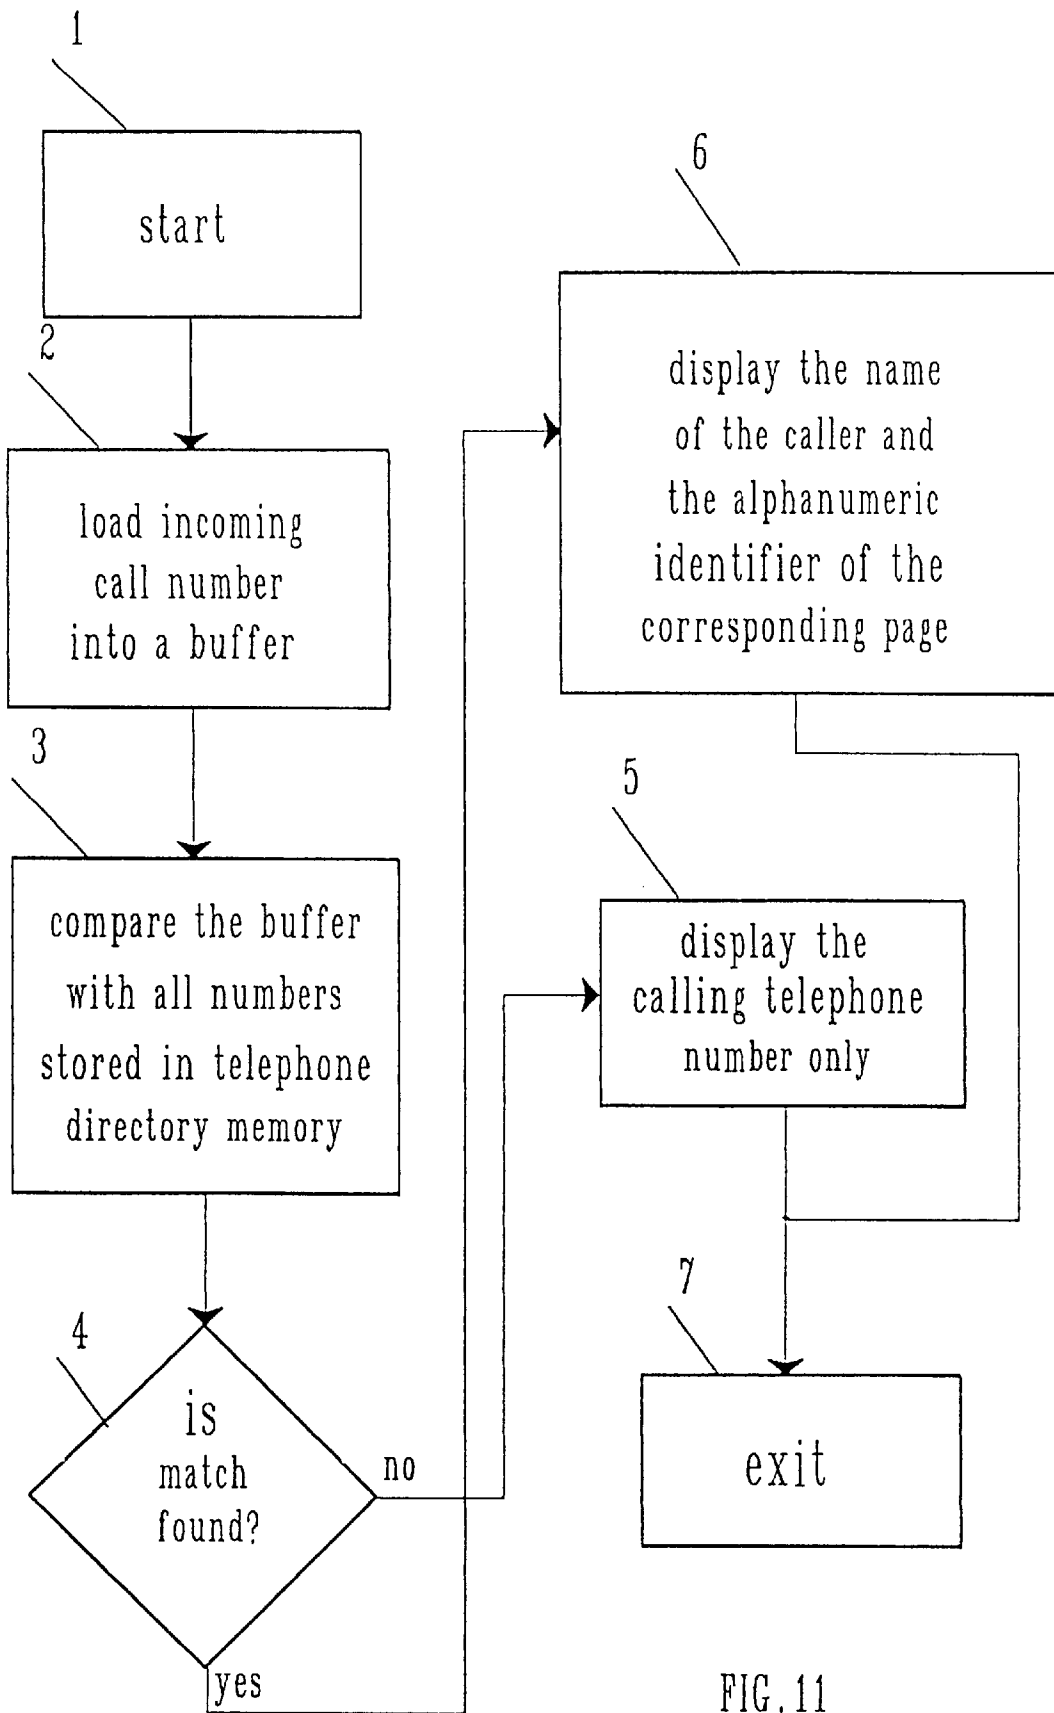 1
start
2
load incoming
call number
into a buffer
3
compare the buffer
with all numbers
stored in telephone
directory memory
4
is
match
found?
no
yes
6
display the name
of the caller and
the alphanumeric
identifier of the
corresponding page
5
display the
calling telephone
number only
7
exit
FIG. 11